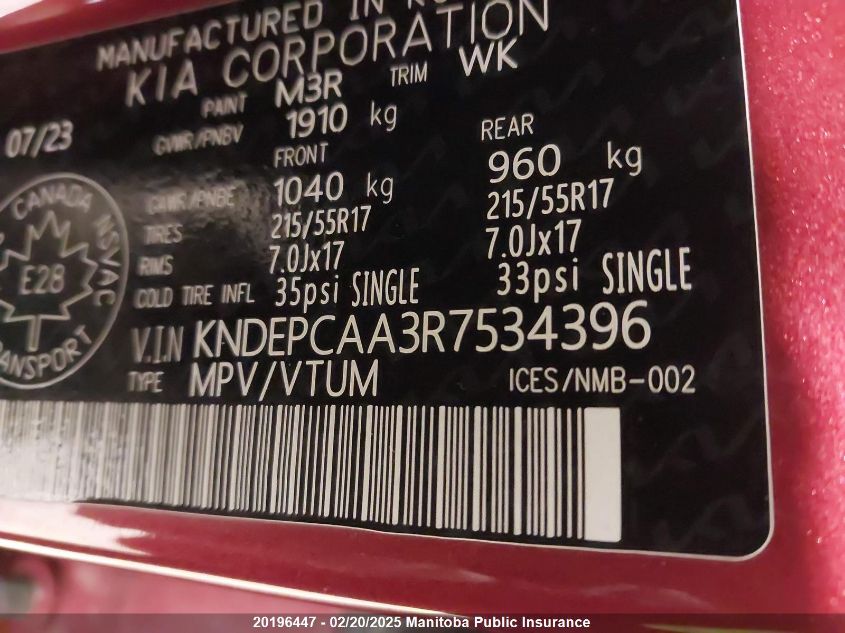 MANUFACTURED IN KO
KIA CORPORATION
07/23 PAINT M3R TRIM WK
GVWR/PNBV 1910 kg
FRONT REAR
GAWR/PNBE 1040 kg 960 kg
TIRES 215/55R17 215/55R17
RIMS 7.0Jx17 7.0Jx17
COLD TIRE INFL 35psi SINGLE 33psi SINGLE
V.I.N KNDEPCAA3R7534396
TYPE MPV/VTUM ICES/NMB-002
CANADA
NSVAC
E28
TRANSPORT
20196447 - 02/20/2025 Manitoba Public Insurance